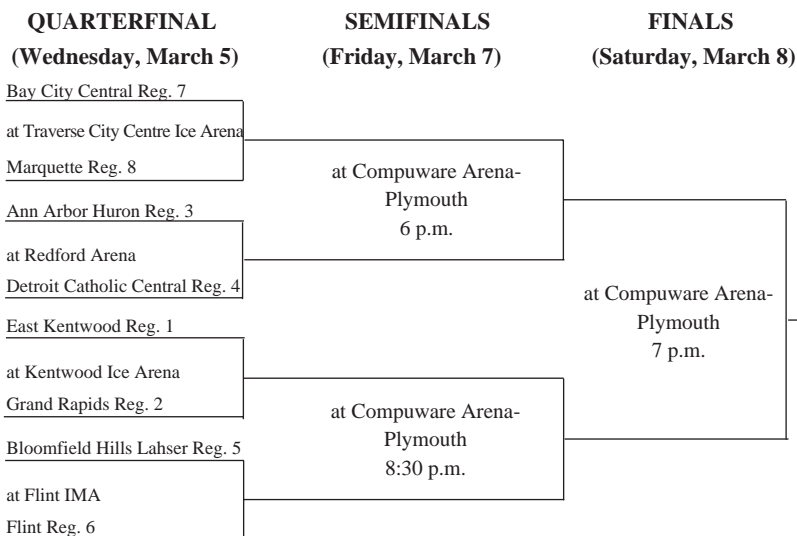 QUARTERFINAL
(Wednesday, March 5)
SEMIFINALS
(Friday, March 7)
FINALS
(Saturday, March 8)
Bay City Central Reg. 7
at Traverse City Centre Ice Arena
Marquette Reg. 8
Ann Arbor Huron Reg. 3
at Redford Arena
Detroit Catholic Central Reg. 4
East Kentwood Reg. 1
at Kentwood Ice Arena
Grand Rapids Reg. 2
Bloomfield Hills Lahser Reg. 5
at Flint IMA
Flint Reg. 6
at Compuware Arena-
Plymouth
6 p.m.
at Compuware Arena-
Plymouth
8:30 p.m.
at Compuware Arena-
Plymouth
7 p.m.